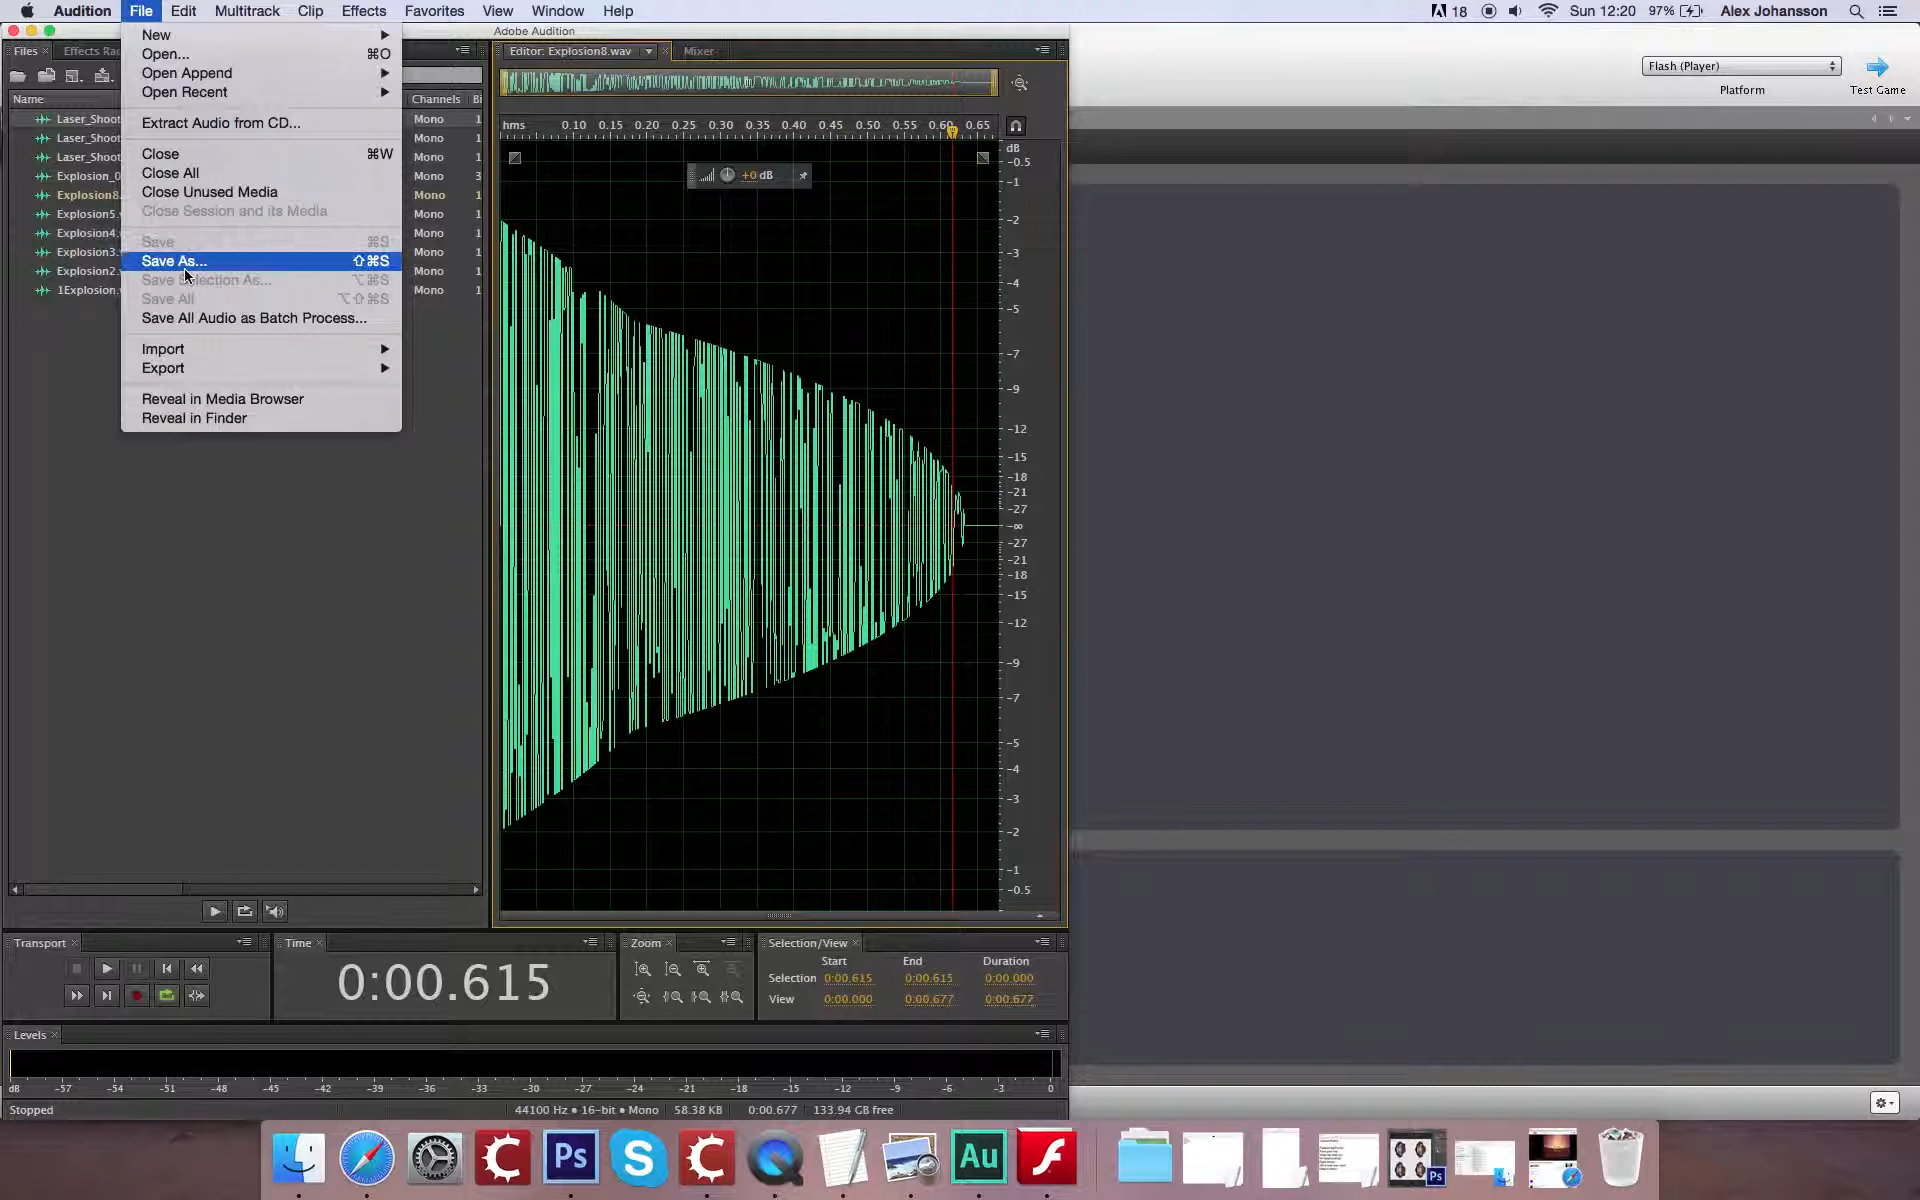 Audition File Edit Multitrack Clip Effects Favorites View Window Help 18 Sun 12:20 97% Alex Johansson
Adobe Audition
Files × Effects Rac
Editor: Explosion8.wav × Mixer
New
Open... ⌘O
Open Append
Open Recent
Extract Audio from CD...
Close ⌘W
Close All
Close Unused Media
Close Session and its Media
Save ⌘S
Save As... ⇧⌘S
Save Selection As... ⌥⌘S
Save All ⌥⇧⌘S
Save All Audio as Batch Process...
Import
Export
Reveal in Media Browser
Reveal in Finder
Name Channels Bi
Laser_Shoot Mono 1
Laser_Shoot Mono 1
Laser_Shoot Mono 1
Explosion_0 Mono 3
Explosion8. Mono 1
Explosion5. Mono 1
Explosion4. Mono 1
Explosion3. Mono 1
Explosion2. Mono 1
1Explosion. Mono 1
hms 0.10 0.15 0.20 0.25 0.30 0.35 0.40 0.45 0.50 0.55 0.60 0.65
+0 dB
dB
-0.5
-1
-2
-3
-4
-5
-7
-9
-12
-15
-18
-21
-27
-∞
-27
-21
-18
-15
-12
-9
-7
-5
-4
-3
-2
-1
-0.5
Flash (Player)
Platform Test Game
Transport ×
Time ×
0:00.615
Zoom ×
Selection/View ×
Start End Duration
Selection 0:00.615 0:00.615 0:00.000
View 0:00.000 0:00.677 0:00.677
Levels ×
dB -57 -54 -51 -48 -45 -42 -39 -36 -33 -30 -27 -24 -21 -18 -15 -12 -9 -6 -3 0
Stopped 44100 Hz • 16-bit • Mono 58.38 KB 0:00.677 133.94 GB free
Ps
S
Au
Ps